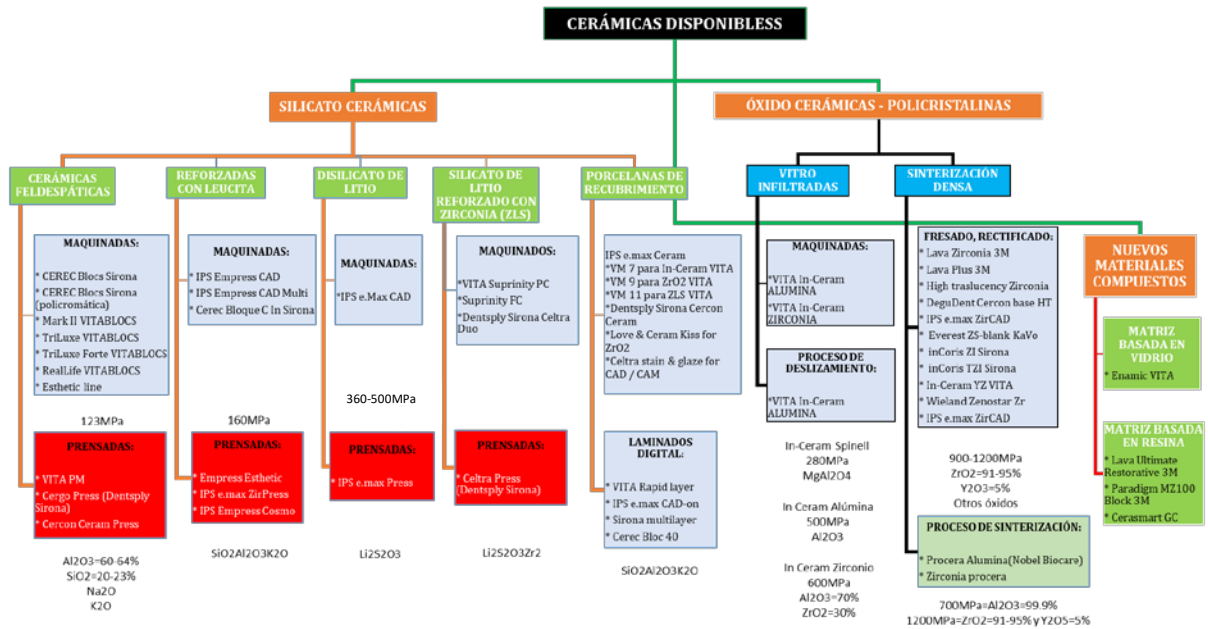 CERÁMICAS DISPONIBLESS
SILICATO CERÁMICAS
ÓXIDO CERÁMICAS - POLICRISTALINAS
CERÁMICAS
FELDESPÁTICAS
MAQUINADAS:
* CEREC Blocs Sirona
* CEREC Blocs Sirona
(policromática)
* Mark II VITABLOCS
* TriLuxe VITABLOCS
* TriLuxe Forte VITABLOCS
* RealLife VITABLOCS
* Esthetic line
123MPa
PRENSADAS:
* VITA PM
* Cergo Press (Dentsply
Sirona)
* Cercon Ceram Press
Al2O3=60-64%
SiO2=20-23%
Na2O
K2O
REFORZADAS
CON LEUCITA
MAQUINADAS:
* IPS Empress CAD
* IPS Empress CAD Multi
* Cerec Bloque C In Sirona
160MPa
PRENSADAS:
* Empress Esthetic
* IPS e.max ZirPress
* IPS Empress Cosmo
SiO2Al2O3K2O
DISILICATO DE
LITIO
MAQUINADAS:
*IPS e.Max CAD
360-500MPa
PRENSADAS:
* IPS e.max Press
Li2S2O3
SILICATO DE
LITIO
REFORZADO CON
ZIRCONIA (ZLS)
MAQUINADOS:
*VITA Suprinity PC
*Suprinity FC
*Dentsply Sirona Celtra
Duo
PRENSADAS:
* Celtra Press
(Dentsply Sirona)
Li2S2O3Zr2
PORCELANAS DE
RECUBRIMIENTO
IPS e.max Ceram
* VM 7 para In-Ceram VITA
* VM 9 para ZrO2 VITA
* VM 11 para ZLS VITA
*Dentsply Sirona Cercon
Ceram
*Love & Ceram Kiss for
ZrO2
*Celtra stain & glaze for
CAD / CAM
LAMINADOS
DIGITAL:
* VITA Rapid layer
* IPS e.max CAD-on
* Sirona multilayer
* Cerec Bloc 40
SiO2Al2O3K2O
VITRO
INFILTRADAS
MAQUINADAS:
*VITA In-Ceram
ALUMINA
*VITA In-Ceram
ZIRCONIA
PROCESO DE
DESLIZAMIENTO:
*VITA In-Ceram
ALUMINA
In-Ceram Spinell
280MPa
MgAl2O4
In Ceram Alúmina
500MPa
Al2O3
In Ceram Zirconio
600MPa
Al2O3=70%
ZrO2=30%
SINTERIZACIÓN
DENSA
FRESADO, RECTIFICADO:
* Lava Zirconia 3M
* Lava Plus 3M
* High traslucency Zirconia
* DeguDent Cercon base HT
* IPS e.max ZirCAD
* Everest ZS-blank KaVo
* inCoris ZI Sirona
* inCoris TZI Sirona
* In-Ceram YZ VITA
* Wieland Zenostar Zr
* IPS e.max ZirCAD
900-1200MPa
ZrO2=91-95%
Y2O3=5%
Otros óxidos
PROCESO DE SINTERIZACIÓN:
* Procera Alumina(Nobel Biocare)
* Zirconia procera
700MPa=Al2O3=99.9%
1200MPa=ZrO2=91-95% y Y2O5=5%
NUEVOS
MATERIALES
COMPUESTOS
MATRIZ
BASADA EN
VIDRIO
* Enamic VITA
MATRIZ BASADA
EN RESINA
* Lava Ultimate
Restorative 3M
* Paradigm MZ100
Block 3M
* Cerasmart GC